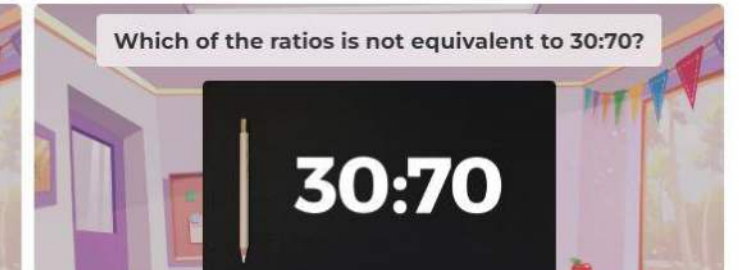 Which of the ratios is not equivalent to 30:70?
30:70